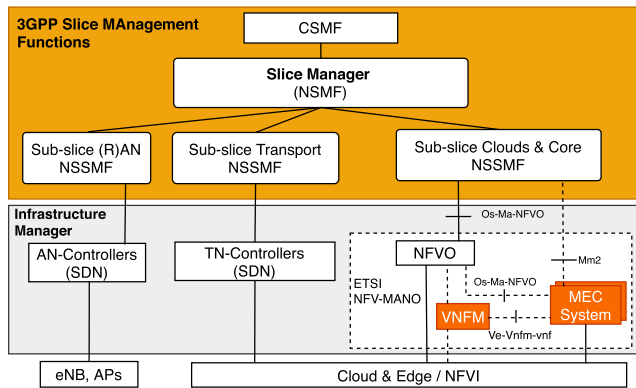 3GPP Slice MAnagement
Functions
CSMF
Slice Manager
(NSMF)
Sub-slice (R)AN
NSSMF
Sub-slice Transport
NSSMF
Sub-slice Clouds & Core
NSSMF
Infrastructure
Manager
Os-Ma-NFVO
AN-Controllers
(SDN)
TN-Controllers
(SDN)
NFVO
Mm2
ETSI
NFV-MANO
Os-Ma-NFVO
VNFM
MEC
System
Ve-Vnfm-vnf
eNB, APs
Cloud & Edge / NFVI